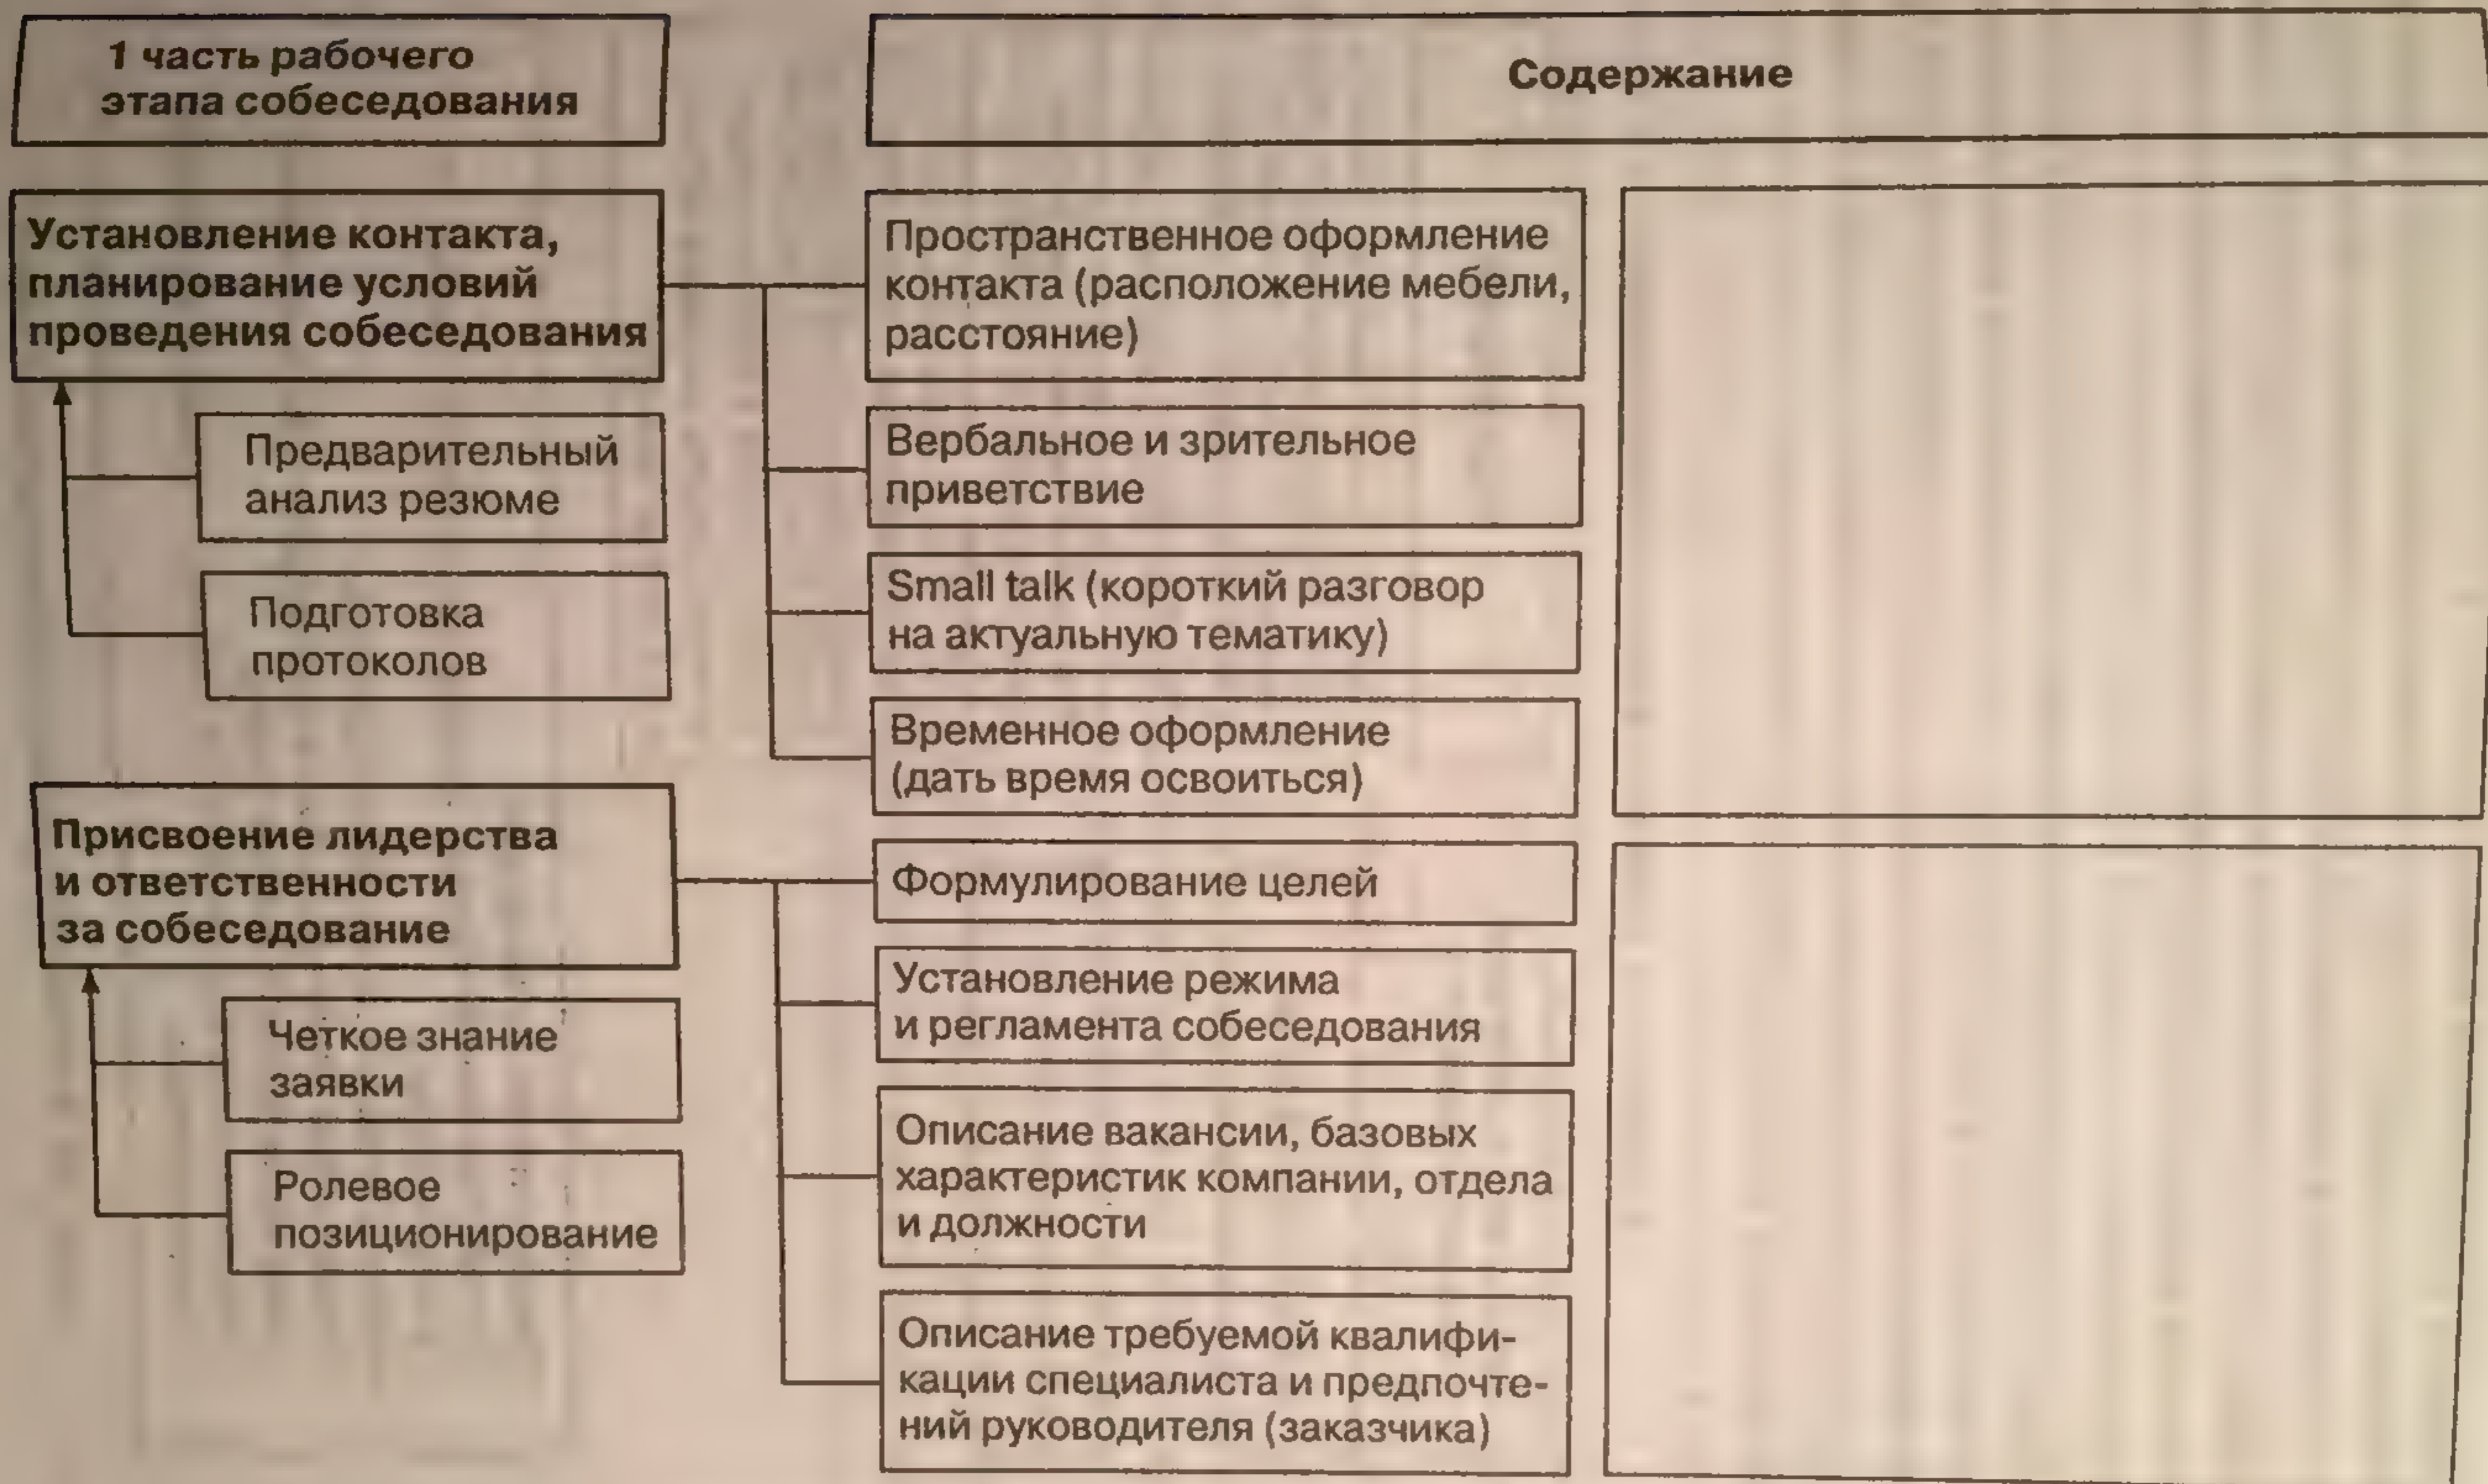 1 часть рабочего
этапа собеседования
Содержание
Установление контакта,
планирование условий
проведения собеседования
Предварительный
анализ резюме
Подготовка
протоколов
Пространственное оформление
контакта (расположение мебели,
расстояние)
Вербальное и зрительное
приветствие
Small talk (короткий разговор
на актуальную тематику)
Временное оформление
(дать время освоиться)
Присвоение лидерства
и ответственности
за собеседование
Четкое знание
заявки
Ролевое
позиционирование
Формулирование целей
Установление режима
и регламента собеседования
Описание вакансии, базовых
характеристик компании, отдела
и должности
Описание требуемой квалифи-
кации специалиста и предпочте-
ний руководителя (заказчика)